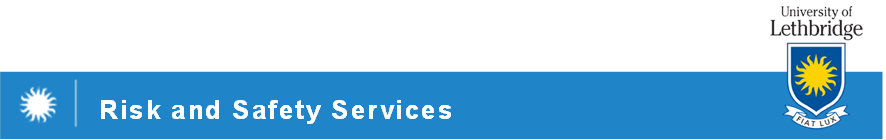 University of
Lethbridge
Risk and Safety Services
FIAT LUX